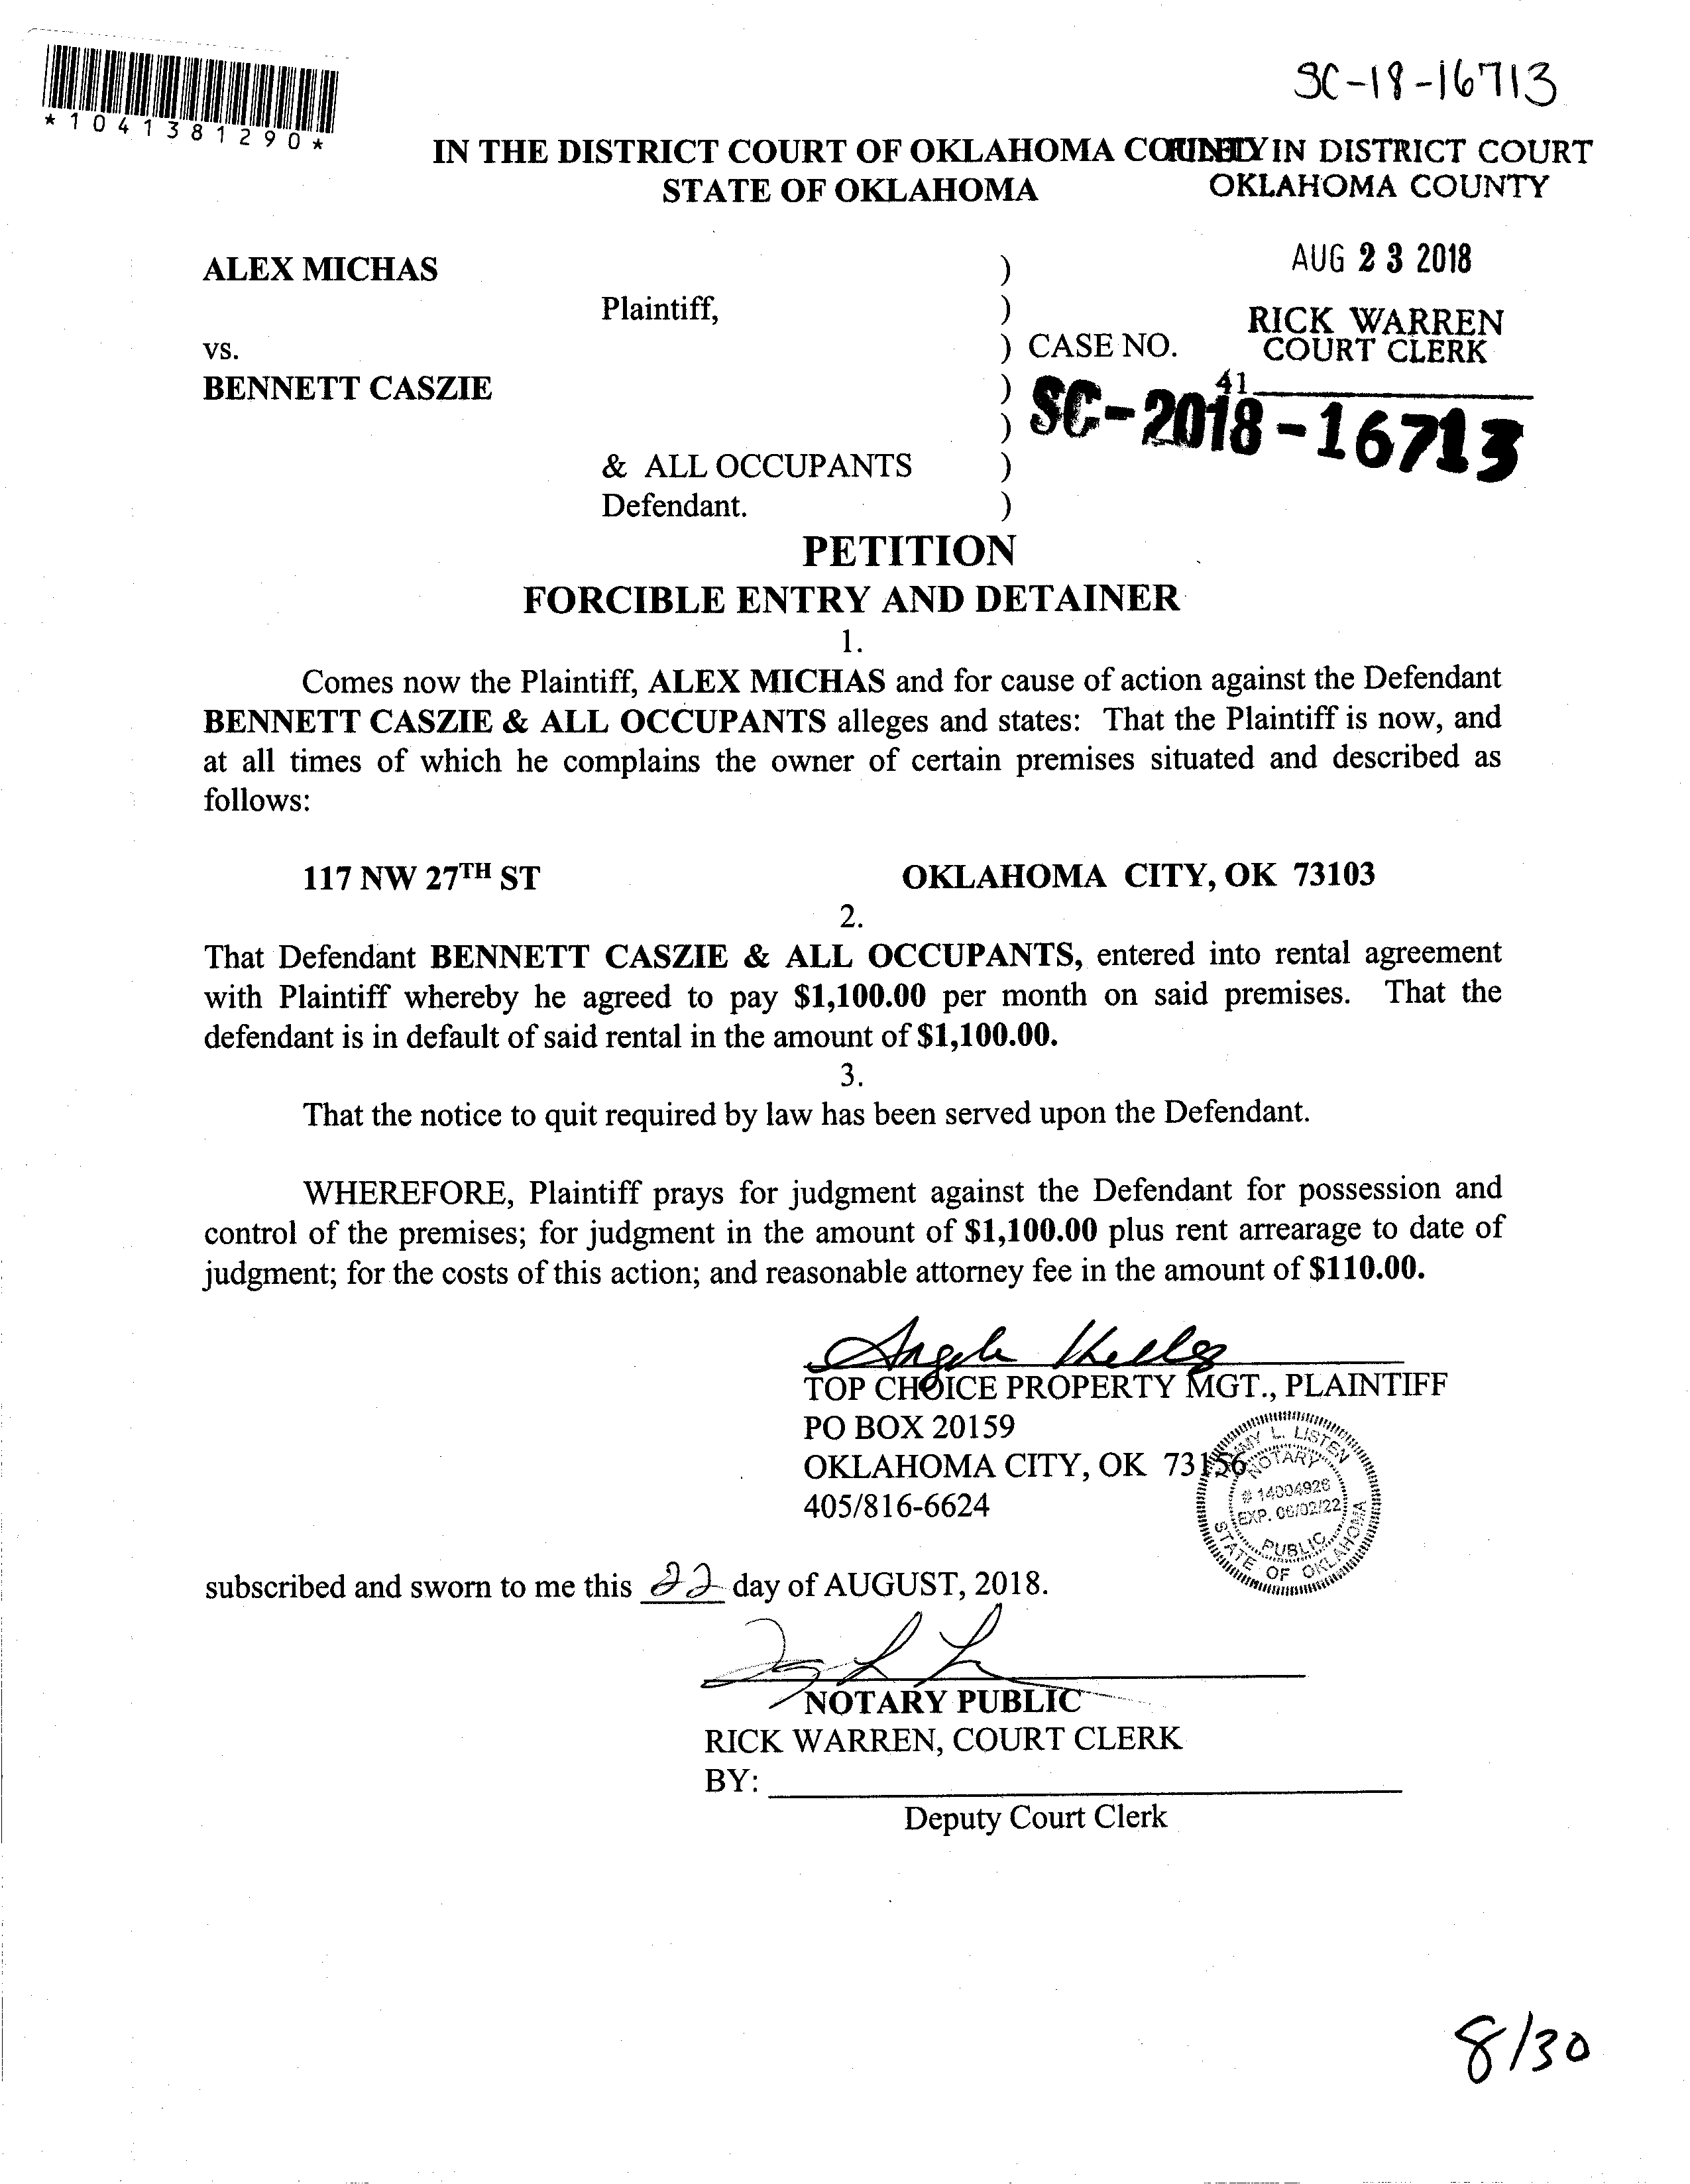 SC-18-16713
*1041381290*
IN THE DISTRICT COURT OF OKLAHOMA COUNTY
FILED IN DISTRICT COURT
STATE OF OKLAHOMA
OKLAHOMA COUNTY
AUG 23 2018
ALEX MICHAS )
Plaintiff, )
RICK WARREN
COURT CLERK
vs. ) CASE NO.
41
BENNETT CASZIE )
SC-2018-16713
)
& ALL OCCUPANTS )
Defendant. )
PETITION
FORCIBLE ENTRY AND DETAINER
1.
Comes now the Plaintiff, ALEX MICHAS and for cause of action against the Defendant
BENNETT CASZIE & ALL OCCUPANTS alleges and states: That the Plaintiff is now, and
at all times of which he complains the owner of certain premises situated and described as
follows:
117 NW 27TH ST OKLAHOMA CITY, OK 73103
2.
That Defendant BENNETT CASZIE & ALL OCCUPANTS, entered into rental agreement
with Plaintiff whereby he agreed to pay $1,100.00 per month on said premises. That the
defendant is in default of said rental in the amount of $1,100.00.
3.
That the notice to quit required by law has been served upon the Defendant.
WHEREFORE, Plaintiff prays for judgment against the Defendant for possession and
control of the premises; for judgment in the amount of $1,100.00 plus rent arrearage to date of
judgment; for the costs of this action; and reasonable attorney fee in the amount of $110.00.
TOP CHOICE PROPERTY MGT., PLAINTIFF
PO BOX 20159
OKLAHOMA CITY, OK 73156
405/816-6624
L. LISTEN
NOTARY
# 14004926
EXP. 06/02/22
PUBLIC
STATE OF OKLAHOMA
subscribed and sworn to me this 22 day of AUGUST, 2018.
NOTARY PUBLIC
RICK WARREN, COURT CLERK
BY:
Deputy Court Clerk
8/30